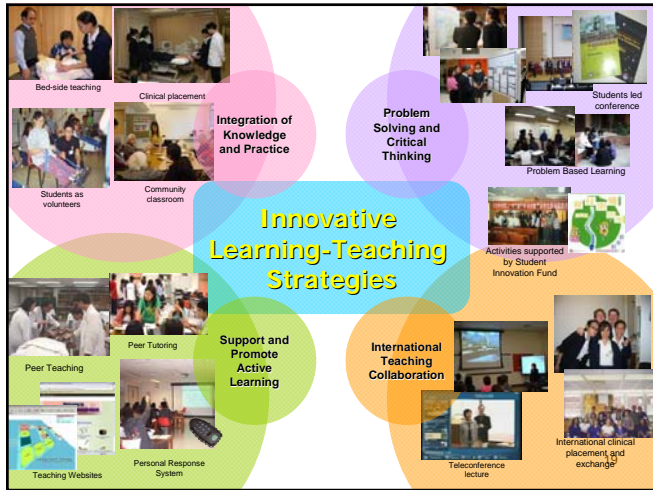 Bed-side teaching
Clinical placement
Students as
volunteers
Community
classroom
Integration of
Knowledge
and Practice
Problem
Solving and
Critical
Thinking
Students led
conference
Problem Based Learning
Activities supported
by Student
Innovation Fund
Innovative
Learning-Teaching
Strategies
Peer Teaching
Peer Tutoring
Teaching Websites
Personal Response
System
Support and
Promote
Active
Learning
International
Teaching
Collaboration
Teleconference
lecture
International clinical
placement and
exchange
19